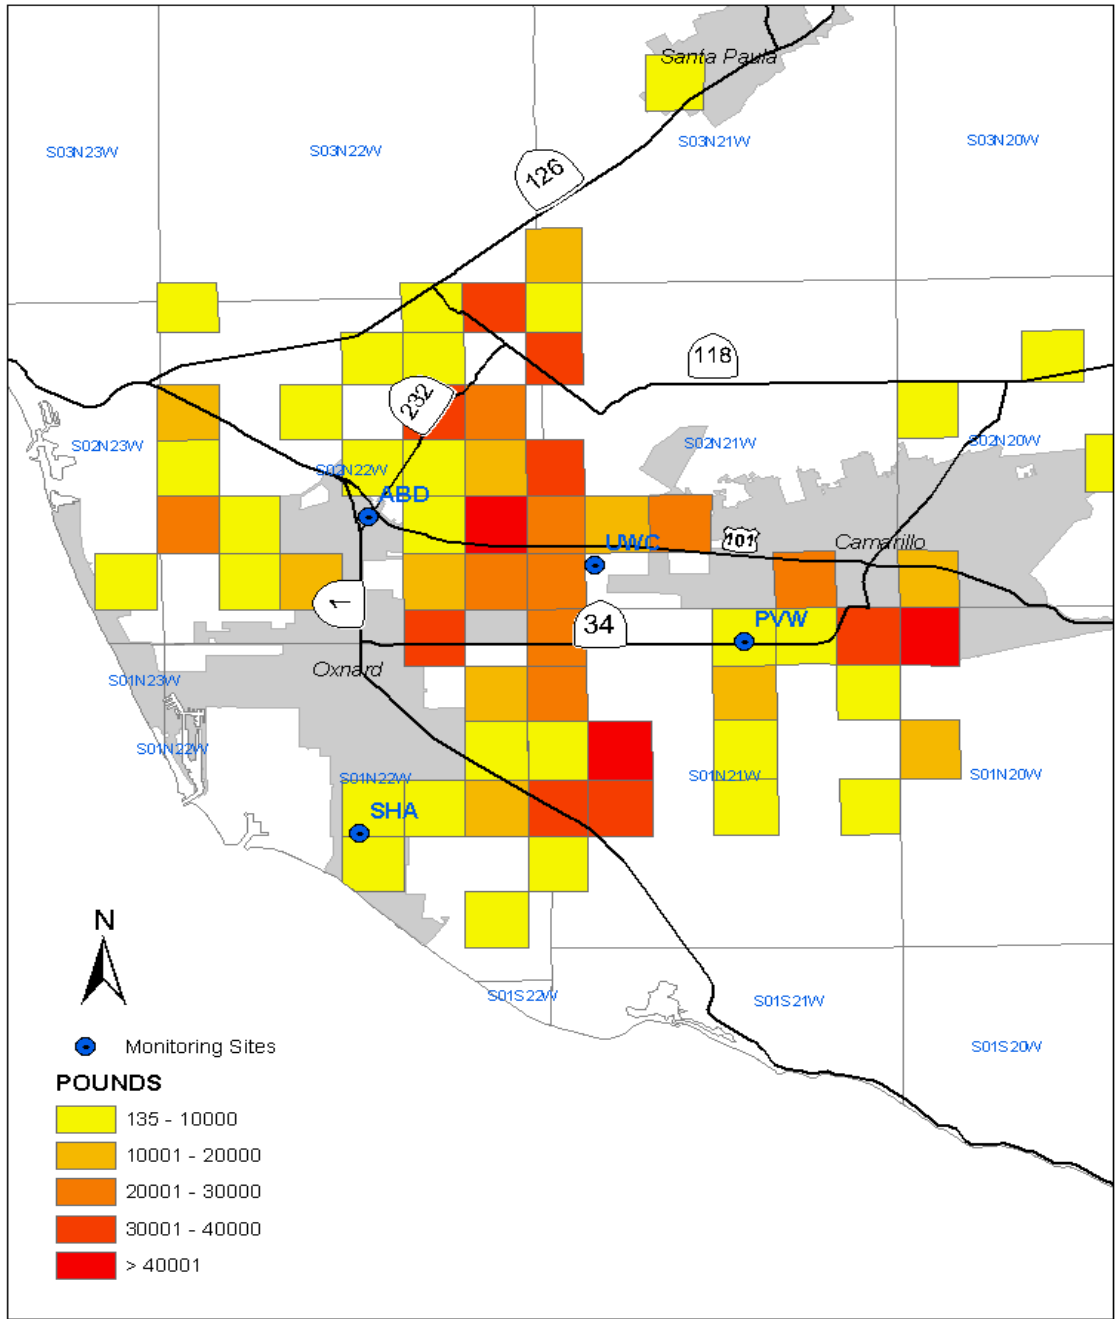 Santa Paula
S03N23W
S03N22W
S03N21W
S03N20W
126
118
232
S02N23W
S02N22W
S02N21W
S02N20W
ABD
101
Camarillo
UWC
1
34
PVW
Oxnard
S01N23W
S01N22W
S01N22W
S01N21W
S01N20W
SHA
N
S01S22W
S01S21W
S01S20W
Monitoring Sites
POUNDS
135 - 10000
10001 - 20000
20001 - 30000
30001 - 40000
> 40001